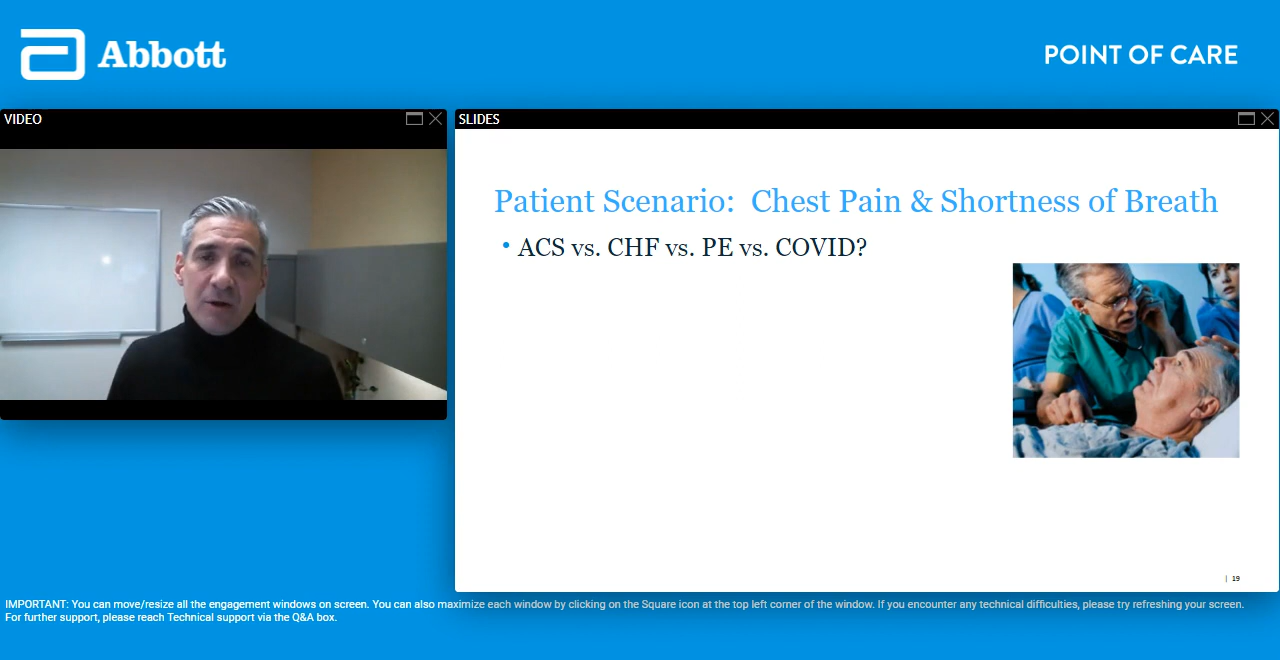 Abbott
POINT OF CARE
VIDEO
SLIDES
Patient Scenario:  Chest Pain & Shortness of Breath
• ACS vs. CHF vs. PE vs. COVID?
| 19
IMPORTANT: You can move/resize all the engagement windows on screen. You can also maximize each window by clicking on the Square icon at the top left corner of the window. If you encounter any technical difficulties, please try refreshing your screen.
For further support, please reach Technical support via the Q&A box.